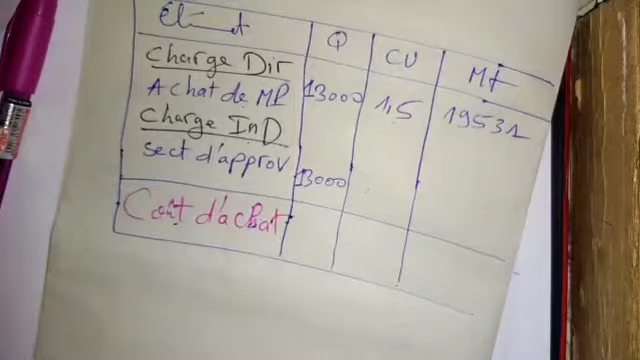 Élément Q CU Mt
Charge Dir
Achat de MP 13000 1,5 19531
Charge InD
sect d'approv 13000
Coût d'achat